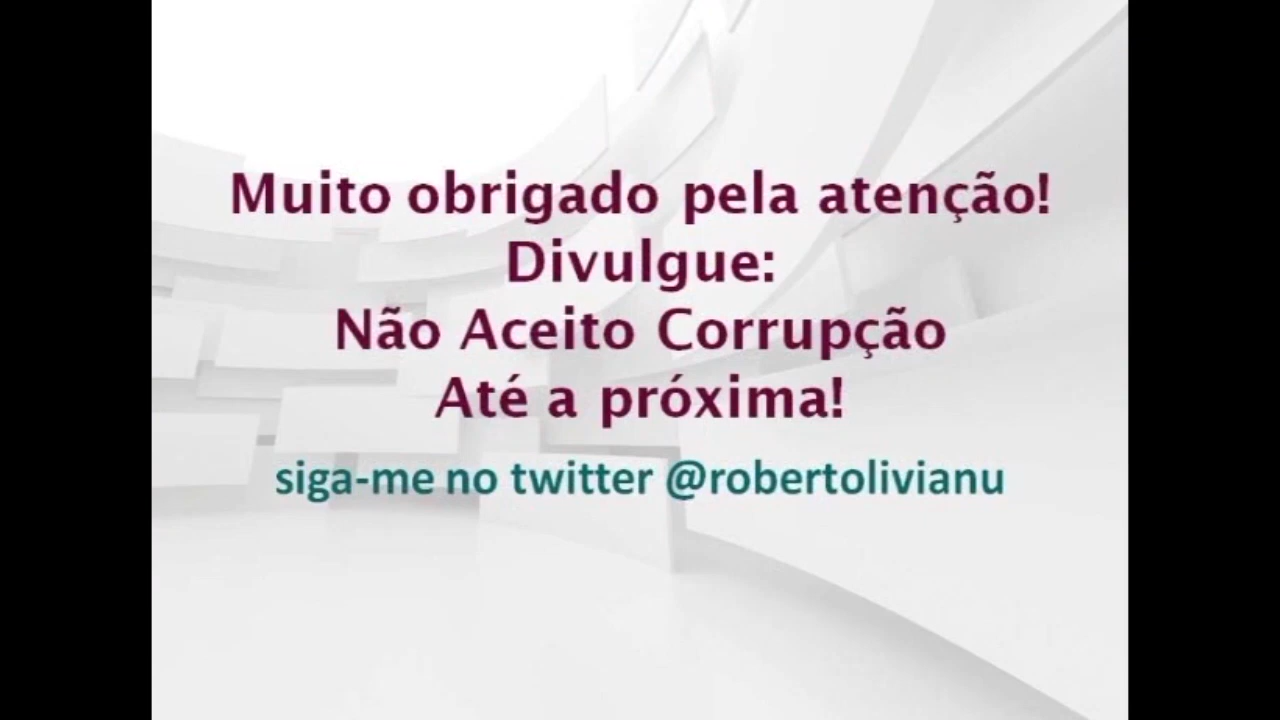 Muito obrigado pela atenção!
Divulgue:
Não Aceito Corrupção
Até a próxima!
siga-me no twitter @robertolivianu